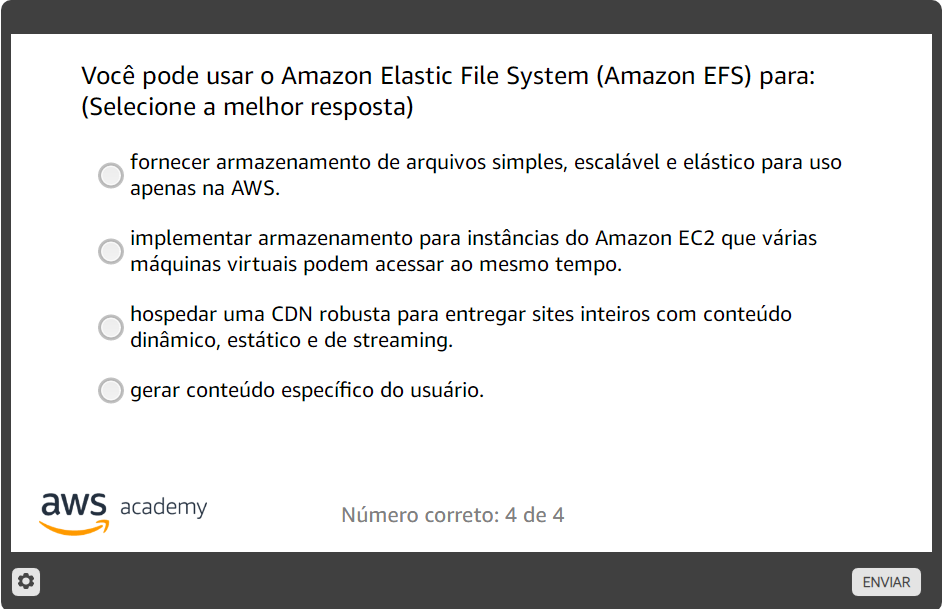 Você pode usar o Amazon Elastic File System (Amazon EFS) para:
(Selecione a melhor resposta)
fornecer armazenamento de arquivos simples, escalável e elástico para uso
apenas na AWS.
implementar armazenamento para instâncias do Amazon EC2 que várias
máquinas virtuais podem acessar ao mesmo tempo.
hospedar uma CDN robusta para entregar sites inteiros com conteúdo
dinâmico, estático e de streaming.
gerar conteúdo específico do usuário.
aws academy
Número correto: 4 de 4
ENVIAR